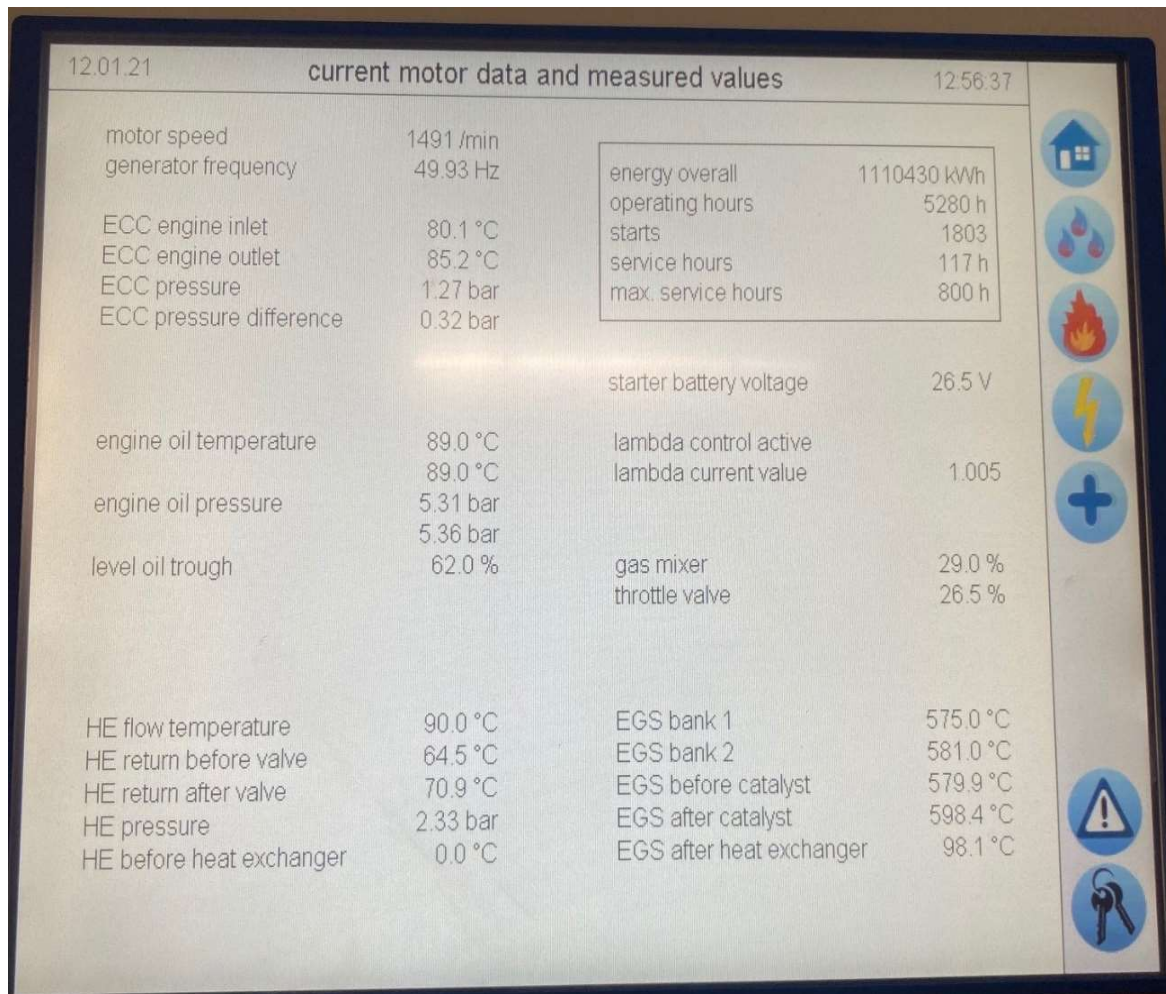 12.01.21 current motor data and measured values 12:56:37
motor speed 1491 /min
generator frequency 49.93 Hz
ECC engine inlet 80.1 °C
ECC engine outlet 85.2 °C
ECC pressure 1.27 bar
ECC pressure difference 0.32 bar
energy overall 1110430 kWh
operating hours 5280 h
starts 1803
service hours 117 h
max. service hours 800 h
starter battery voltage 26.5 V
engine oil temperature 89.0 °C
89.0 °C
engine oil pressure 5.31 bar
5.36 bar
level oil trough 62.0 %
lambda control active
lambda current value 1.005
gas mixer 29.0 %
throttle valve 26.5 %
HE flow temperature 90.0 °C
HE return before valve 64.5 °C
HE return after valve 70.9 °C
HE pressure 2.33 bar
HE before heat exchanger 0.0 °C
EGS bank 1 575.0 °C
EGS bank 2 581.0 °C
EGS before catalyst 579.9 °C
EGS after catalyst 598.4 °C
EGS after heat exchanger 98.1 °C